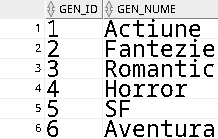 GEN_ID GEN_NUME
1 1 Actiune
2 2 Fantezie
3 3 Romantic
4 4 Horror
5 5 SF
6 6 Aventura